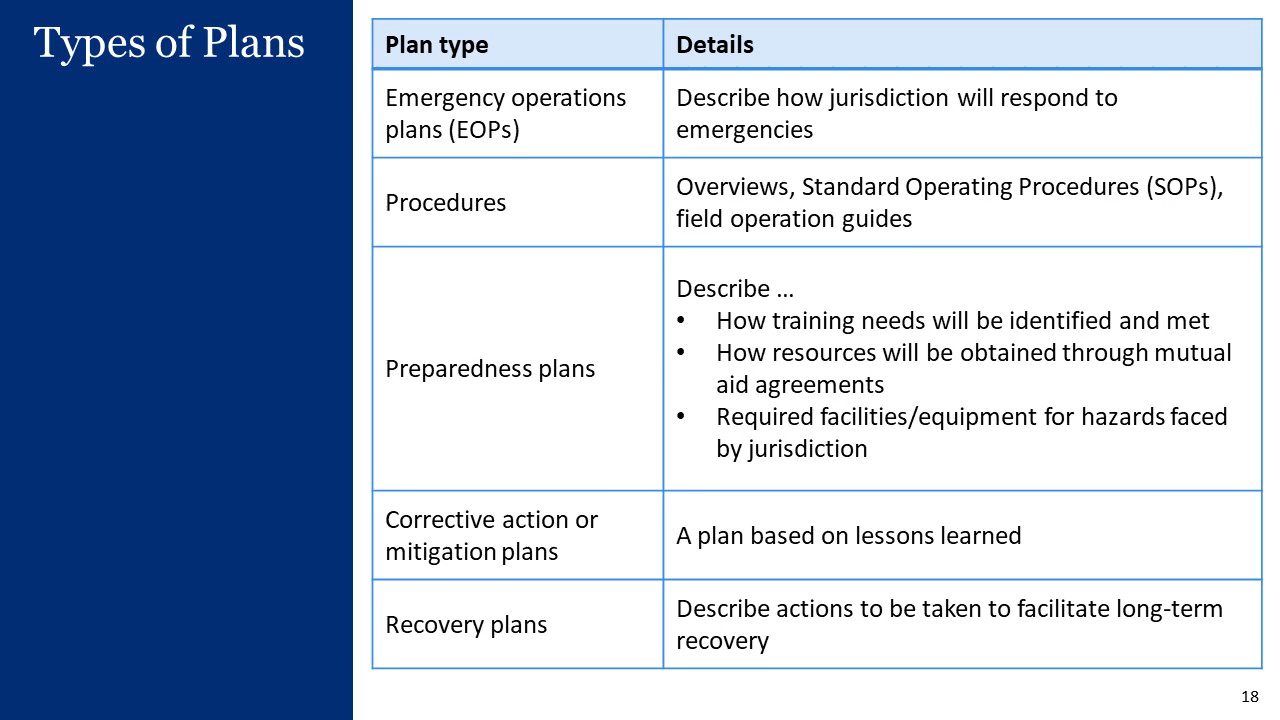 Types of Plans
Plan type
Details
Emergency operations
plans (EOPs)
Describe how jurisdiction will respond to
emergencies
Procedures
Overviews, Standard Operating Procedures (SOPs),
field operation guides
Preparedness plans
Describe …
• How training needs will be identified and met
• How resources will be obtained through mutual
aid agreements
• Required facilities/equipment for hazards faced
by jurisdiction
Corrective action or
mitigation plans
A plan based on lessons learned
Recovery plans
Describe actions to be taken to facilitate long-term
recovery
18